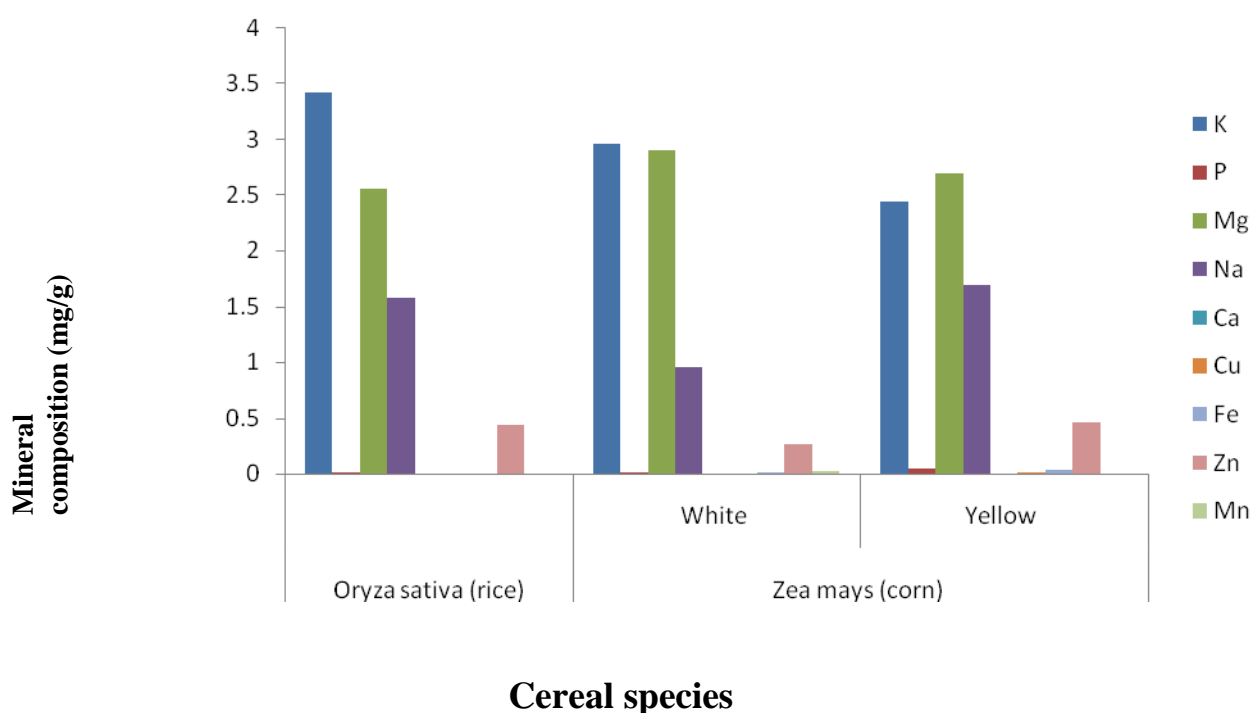 4
3.5
3
2.5
2
1.5
1
0.5
0
Mineral
composition (mg/g)
White
Yellow
Oryza sativa (rice)
Zea mays (corn)
Cereal species
K
P
Mg
Na
Ca
Cu
Fe
Zn
Mn